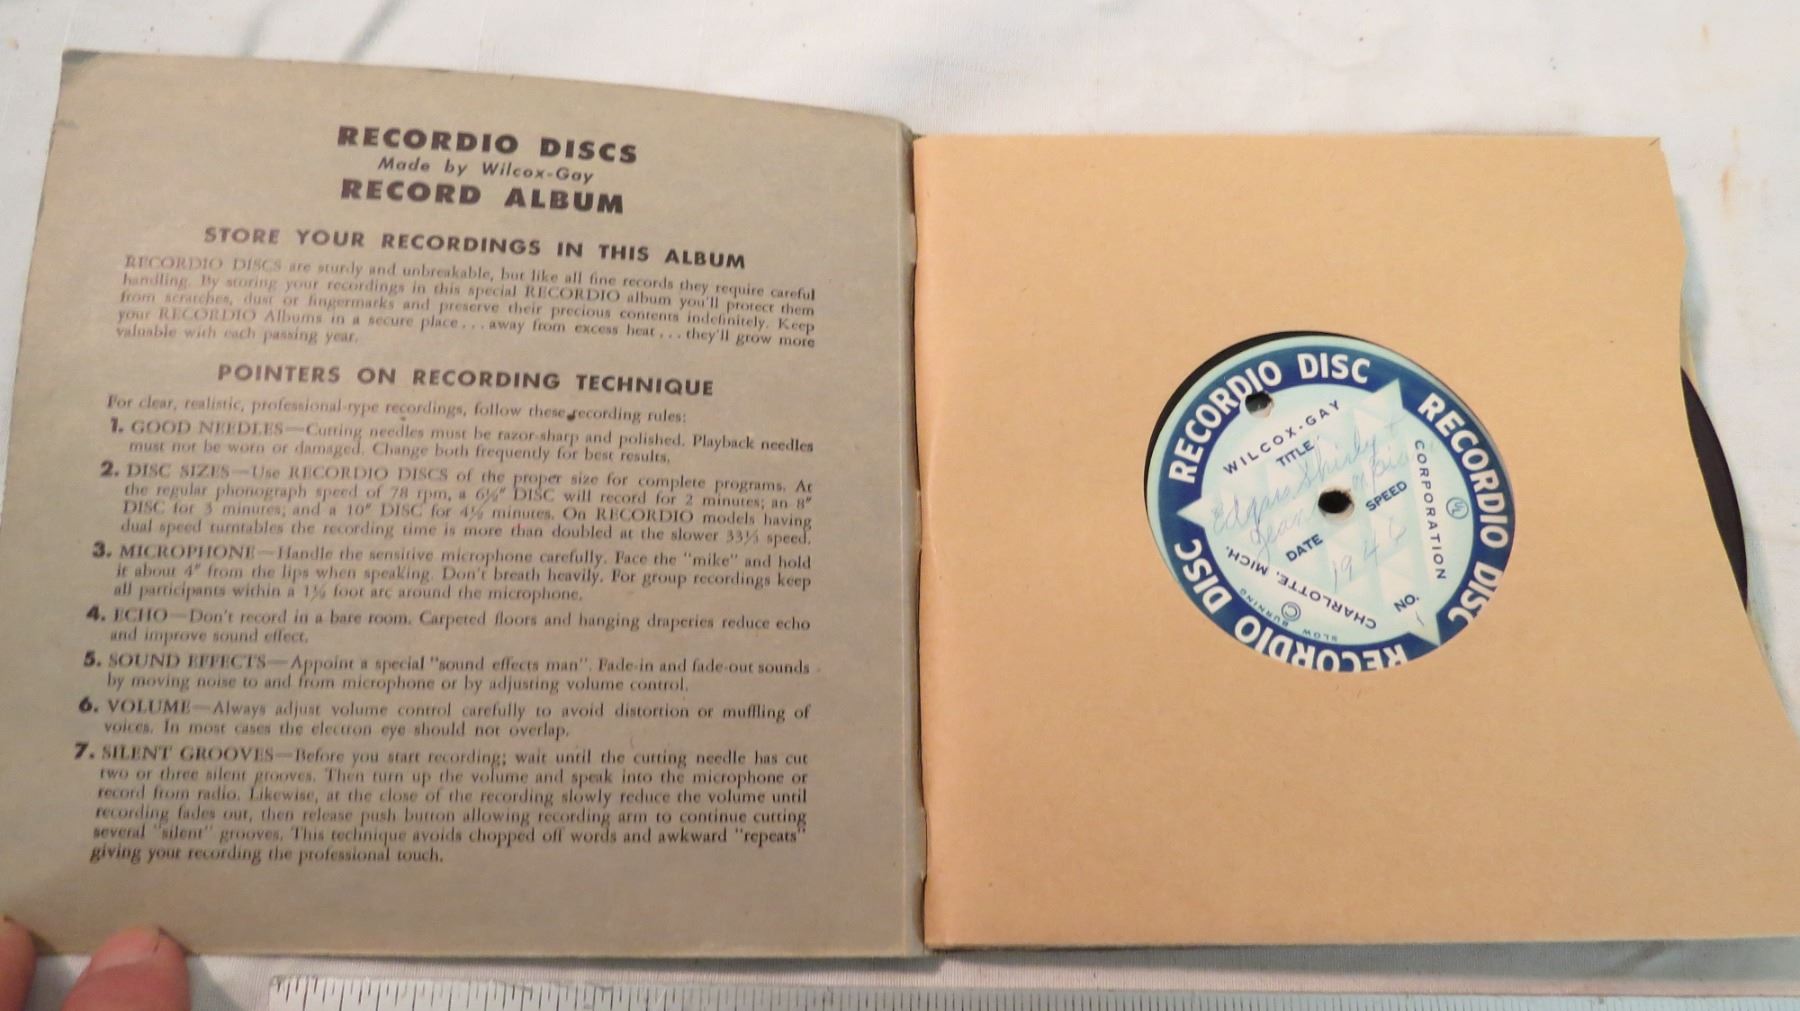 RECORDIO DISCS
Made by Wilcox-Gay
RECORD ALBUM
STORE YOUR RECORDINGS IN THIS ALBUM
RECORDIO DISCS are sturdy and unbreakable, but like all fine records they require careful
handling. By storing your recordings in this special RECORDIO album you'll protect them
from scratches, dust or fingermarks and preserve their precious contents indefinitely. Keep
your RECORDIO Albums in a secure place . . . away from excess heat . . . they'll grow more
valuable with each passing year.
POINTERS ON RECORDING TECHNIQUE
For clear, realistic, professional-type recordings, follow these recording rules:
1. GOOD NEEDLES—Cutting needles must be razor-sharp and polished. Playback needles
must not be worn or damaged. Change both frequently for best results.
2. DISC SIZES—Use RECORDIO DISCS of the proper size for complete programs. At
the regular phonograph speed of 78 rpm, a 6½" DISC will record for 2 minutes; an 8"
DISC for 3 minutes; and a 10" DISC for 4½ minutes. On RECORDIO models having
dual speed turntables the recording time is more than doubled at the slower 33⅓ speed.
3. MICROPHONE—Handle the sensitive microphone carefully. Face the "mike" and hold
it about 4" from the lips when speaking. Don't breath heavily. For group recordings keep
all participants within a 1½ foot arc around the microphone.
4. ECHO—Don't record in a bare room. Carpeted floors and hanging draperies reduce echo
and improve sound effect.
5. SOUND EFFECTS—Appoint a special "sound effects man". Fade-in and fade-out sounds
by moving noise to and from microphone or by adjusting volume control.
6. VOLUME—Always adjust volume control carefully to avoid distortion or muffling of
voices. In most cases the electron eye should not overlap.
7. SILENT GROOVES—Before you start recording; wait until the cutting needle has cut
two or three silent grooves. Then turn up the volume and speak into the microphone or
record from radio. Likewise, at the close of the recording slowly reduce the volume until
recording fades out, then release push button allowing recording arm to continue cutting
several "silent" grooves. This technique avoids chopped off words and awkward "repeats"
giving your recording the professional touch.
RECORDIO DISC
RECORDIO DISC
RECORDIO DISC
WILCOX-GAY
CORPORATION
CHARLOTTE, MICH.
TITLE
Edgar Shirly +
Jean
SPEED
DATE
1946
NO.
1
SLOW BURNING